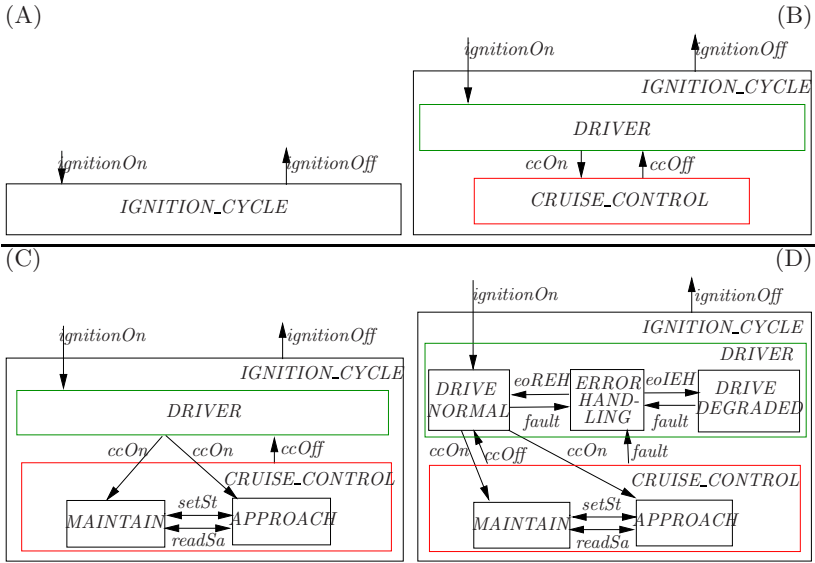 (A)
ignitionOn
ignitionOff
IGNITION_CYCLE
(B)
ignitionOn
ignitionOff
IGNITION_CYCLE
DRIVER
ccOn
ccOff
CRUISE_CONTROL
(C)
ignitionOn
ignitionOff
IGNITION_CYCLE
DRIVER
ccOn
ccOn
ccOff
CRUISE_CONTROL
MAINTAIN
setSt
readSa
APPROACH
(D)
ignitionOn
ignitionOff
IGNITION_CYCLE
DRIVER
DRIVE
NORMAL
eoREH
fault
ERROR
HAND-
LING
eoIEH
fault
DRIVE
DEGRADED
ccOn
ccOff
ccOn
fault
CRUISE_CONTROL
MAINTAIN
setSt
readSa
APPROACH